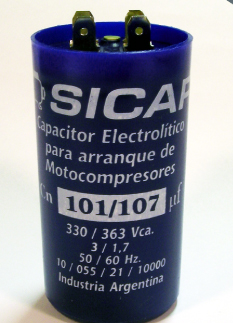 SICAP
Capacitor Electrolítico
para arranque de
Motocompresores
Cn 101/107 µf
330 / 363 Vca.
3 / 1,7
50 / 60 Hz.
10 / 055 / 21 / 10000
Industria Argentina